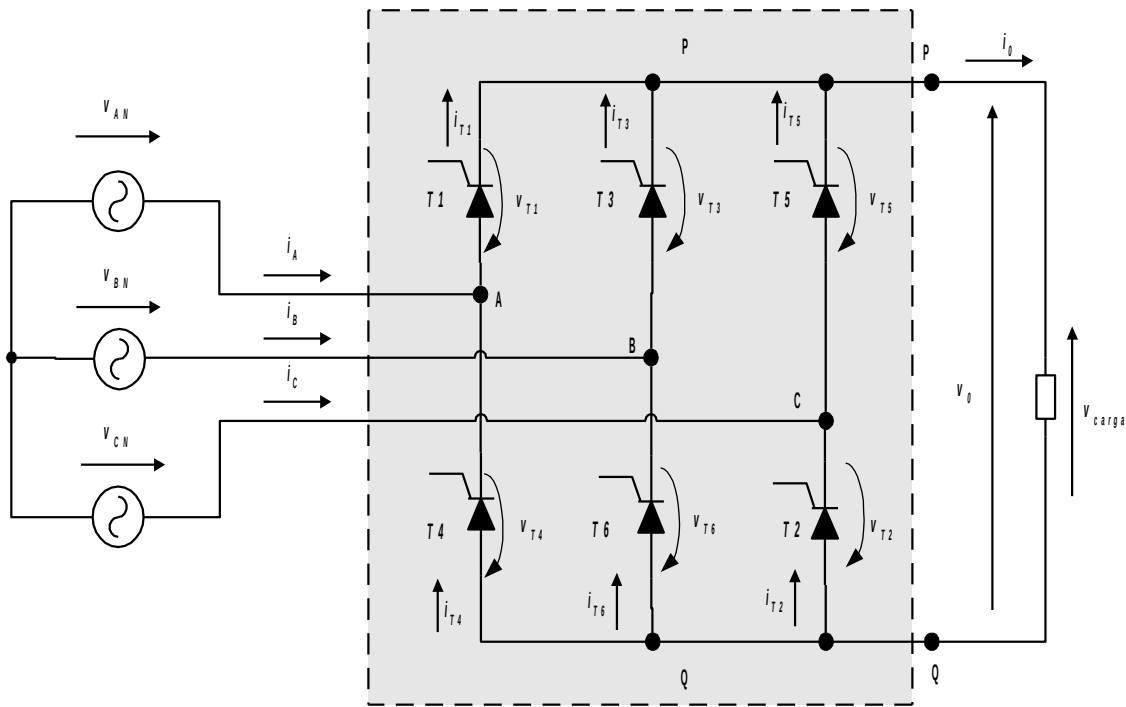 P
P
i0
vAN
iT1
iT3
iT5
T1
vT1
T3
vT3
T5
vT5
iA
vBN
A
iB
B
iC
C
v0
vcarga
vCN
T4
vT4
T6
vT6
T2
vT2
iT4
iT6
iT2
Q
Q